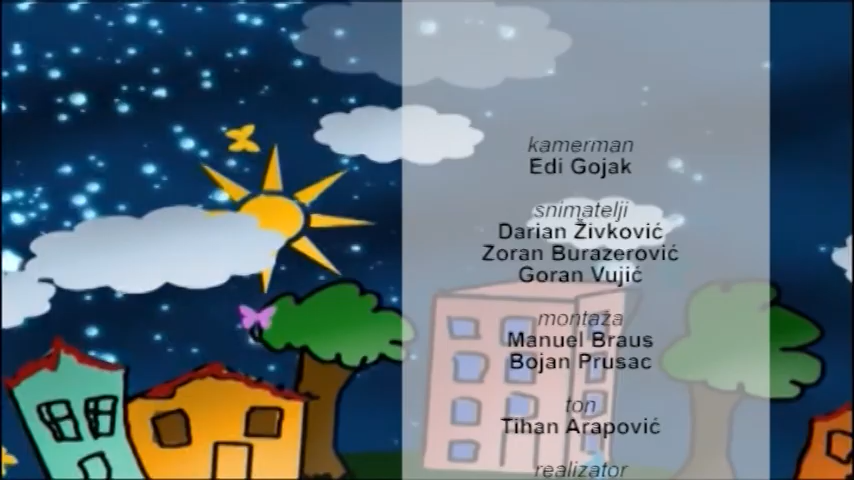 kamerman
Edi Gojak
snimatelji
Darian Živković
Zoran Burazerović
Goran Vujić
montaža
Manuel Braus
Bojan Prusac
ton
Tihan Arapović
realizator